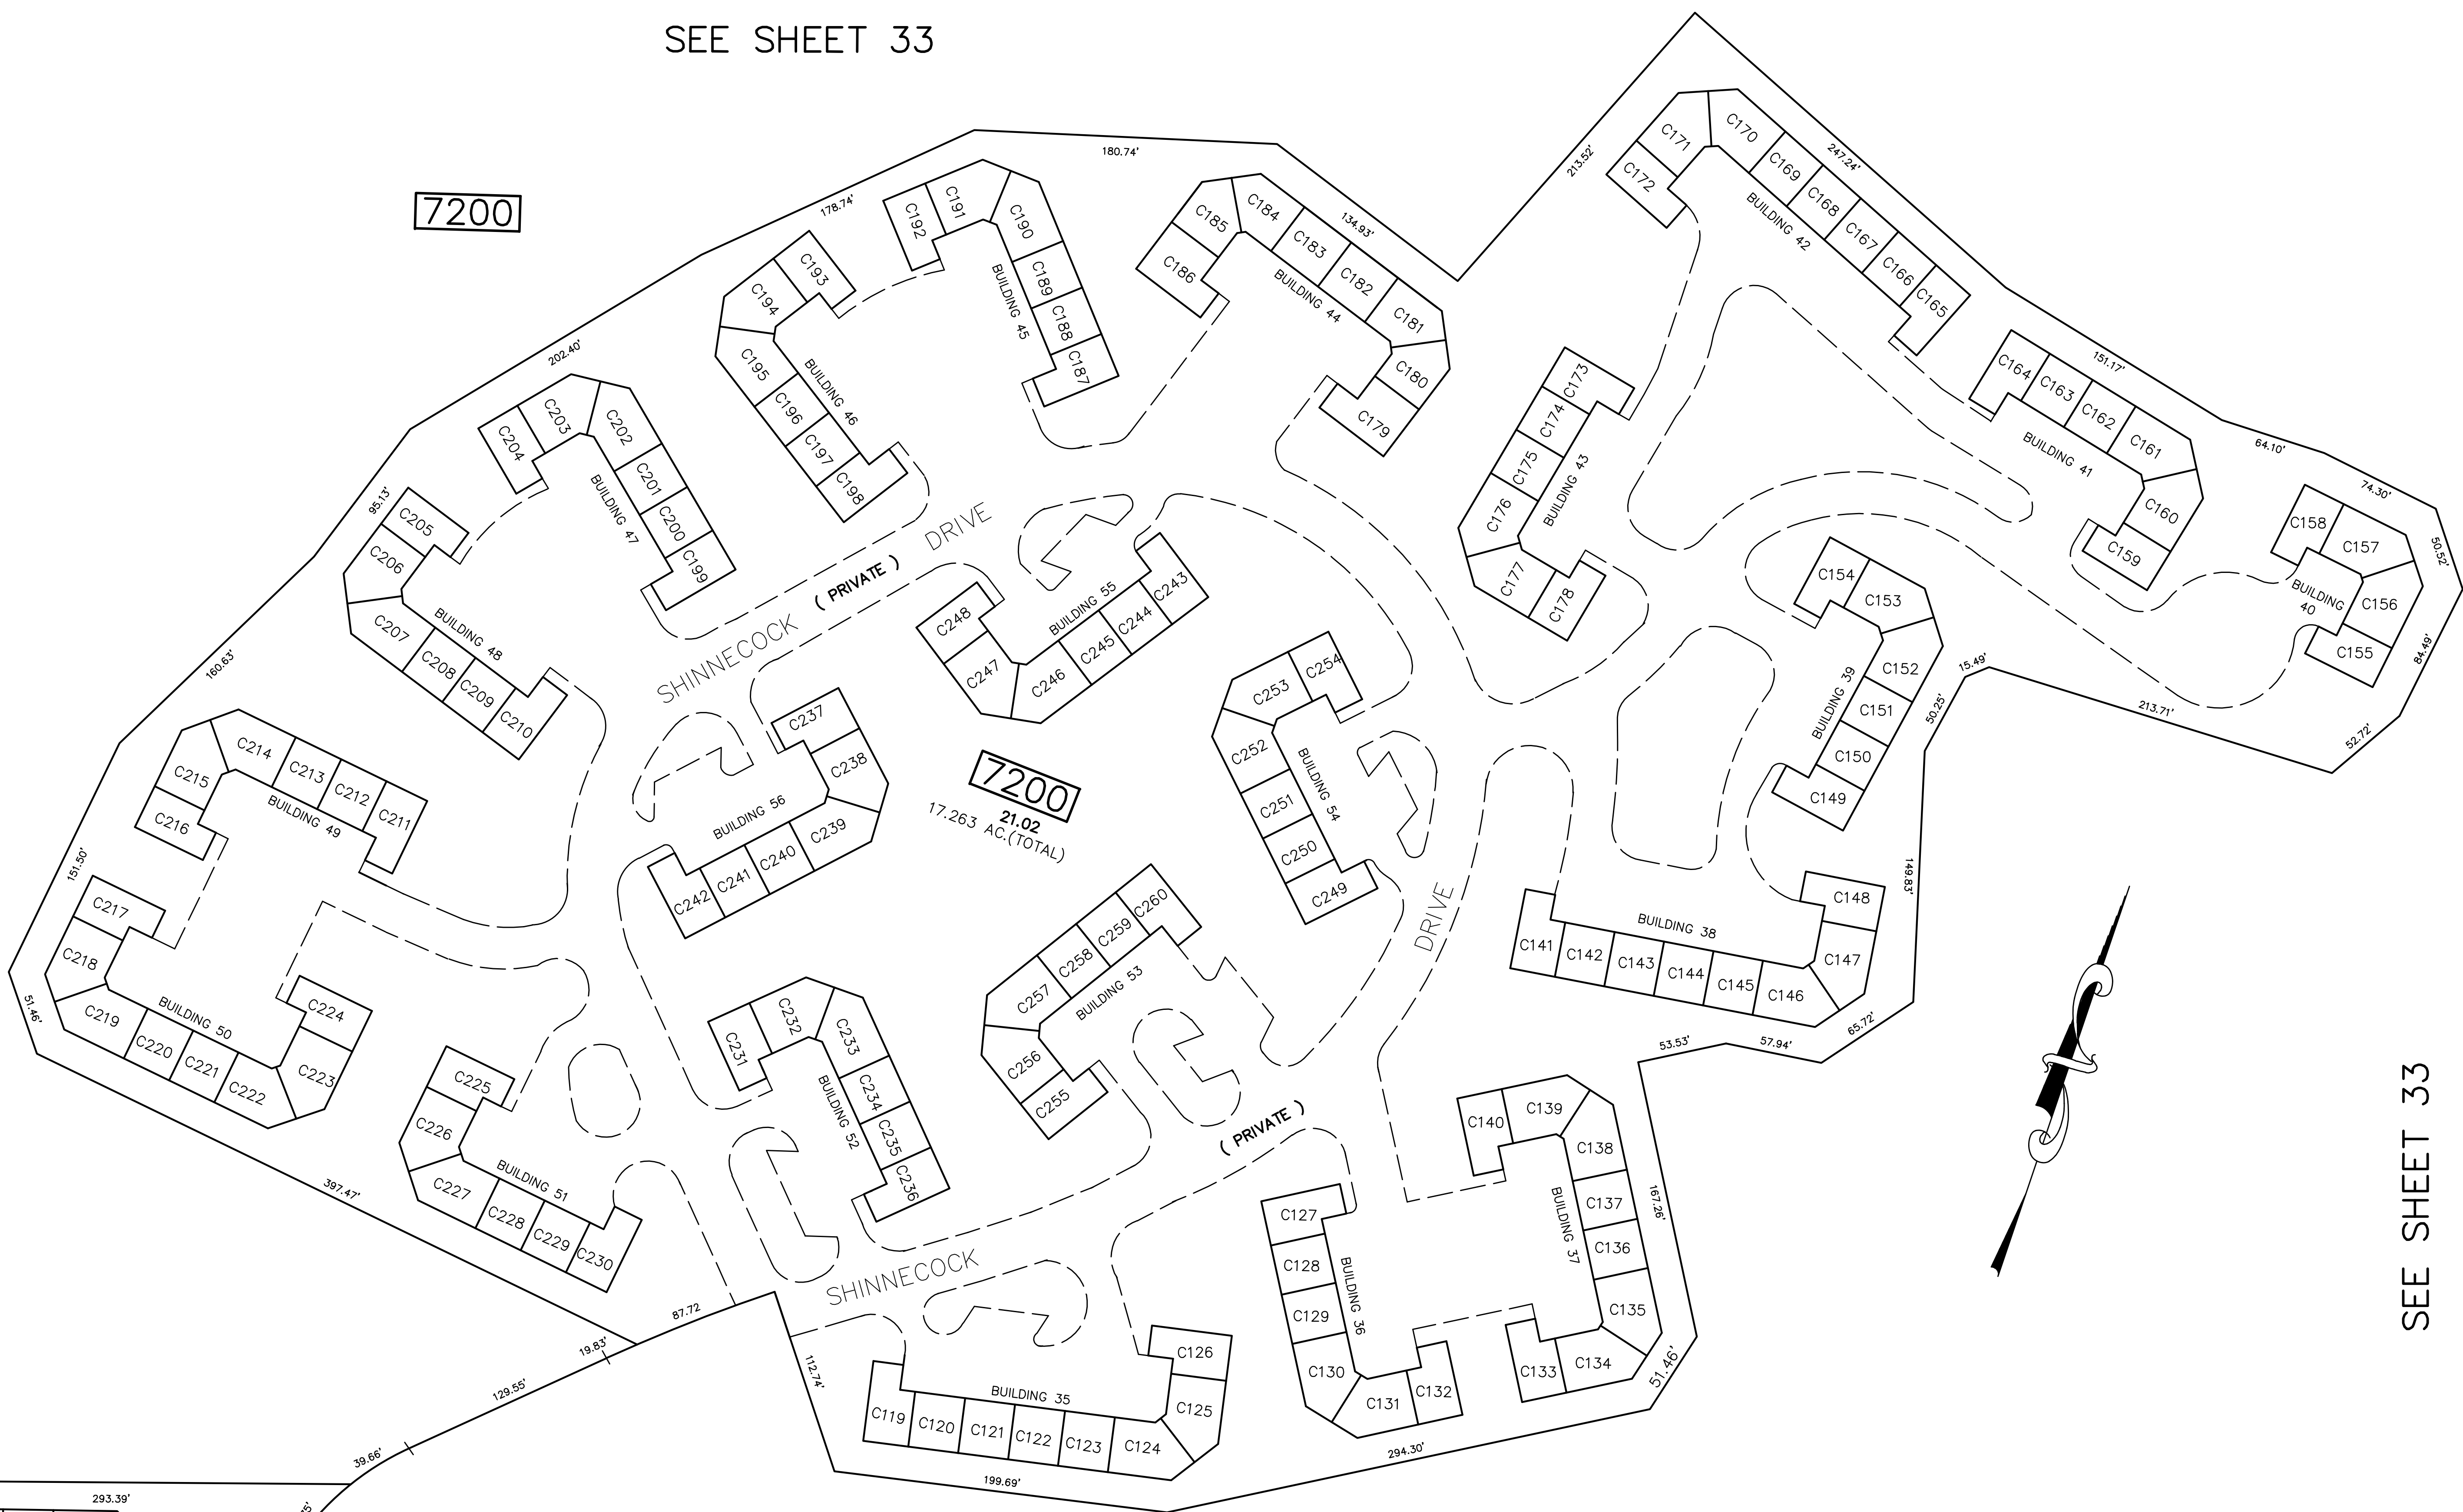 SEE SHEET 33
7200
180.74'
178.74'
202.40'
95.13'
160.63'
151.50'
51.46'
397.47'
87.72
19.83'
129.55'
39.66'
293.39'
112.74'
199.69'
294.30'
51.46'
167.26'
53.53'
57.94'
65.72'
149.83'
50.25'
15.49'
213.71'
52.72'
84.49'
50.52'
74.30'
64.10'
151.17'
247.24'
213.52'
134.93'
C172
C171
C170
C169
C168
C167
C166
C165
BUILDING 42
C164
C163
C162
C161
C160
C159
BUILDING 41
C158
C157
C156
C155
BUILDING
40
C154
C153
C152
C151
C150
C149
BUILDING 39
C148
C147
C146
C145
C144
C143
C142
C141
BUILDING 38
C173
C174
C175
C176
C177
C178
BUILDING 43
C186
C185
C184
C183
C182
C181
C180
C179
BUILDING 44
C192
C191
C190
C189
C188
C187
BUILDING 45
C193
C194
C195
C196
C197
C198
BUILDING 46
C204
C203
C202
C201
C200
C199
BUILDING 47
C205
C206
C207
C208
C209
C210
BUILDING 48
C216
C215
C214
C213
C212
C211
BUILDING 49
C217
C218
C219
C220
C221
C222
C223
C224
BUILDING 50
C225
C226
C227
C228
C229
C230
BUILDING 51
C231
C232
C233
C234
C235
C236
BUILDING 52
C260
C259
C258
C257
C256
C255
BUILDING 53
C254
C253
C252
C251
C250
C249
BUILDING 54
C248
C247
C246
C245
C244
C243
BUILDING 55
C237
C238
C239
C240
C241
C242
BUILDING 56
SHINNECOCK ( PRIVATE ) DRIVE
7200
21.02
17.263 AC.(TOTAL)
SHINNECOCK ( PRIVATE ) DRIVE
C119
C120
C121
C122
C123
C124
C125
C126
BUILDING 35
C127
C128
C129
C130
C131
C132
BUILDING 36
C140
C139
C138
C137
C136
C135
C134
C133
BUILDING 37
SEE SHEET 33